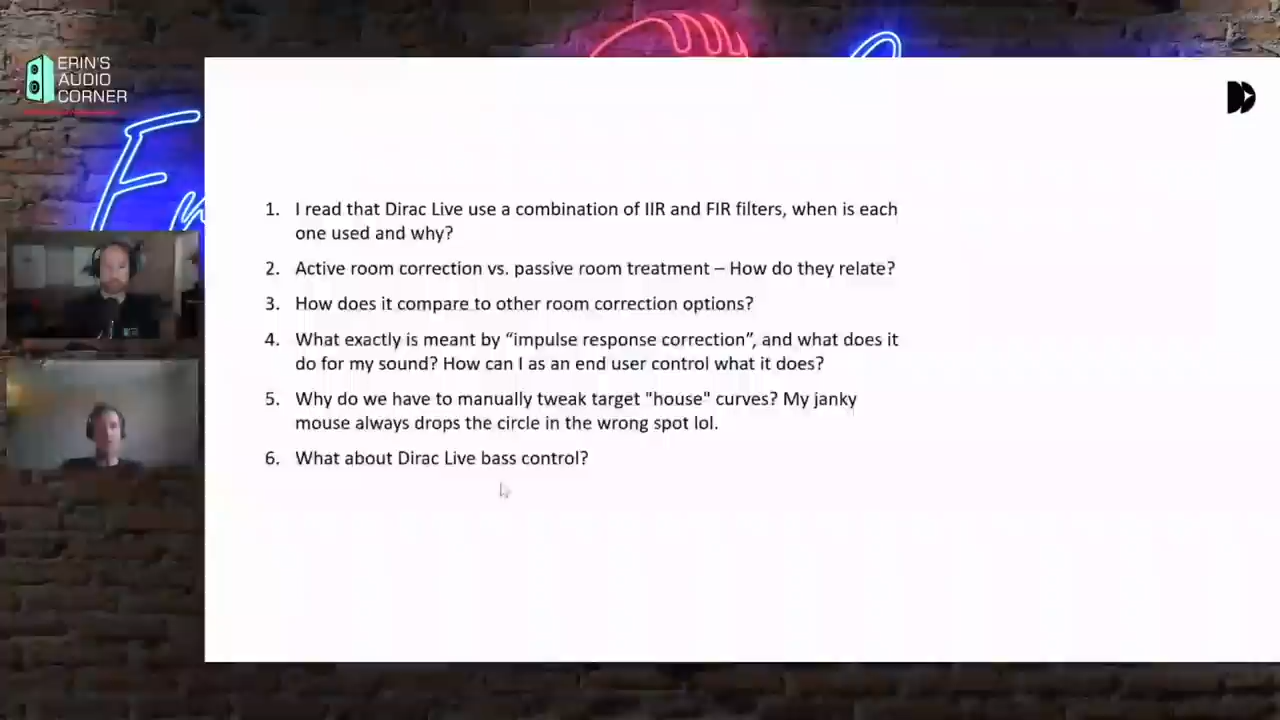 ERIN'S
AUDIO
CORNER
1. I read that Dirac Live use a combination of IIR and FIR filters, when is each
one used and why?
2. Active room correction vs. passive room treatment – How do they relate?
3. How does it compare to other room correction options?
4. What exactly is meant by “impulse response correction”, and what does it
do for my sound? How can I as an end user control what it does?
5. Why do we have to manually tweak target "house" curves? My janky
mouse always drops the circle in the wrong spot lol.
6. What about Dirac Live bass control?